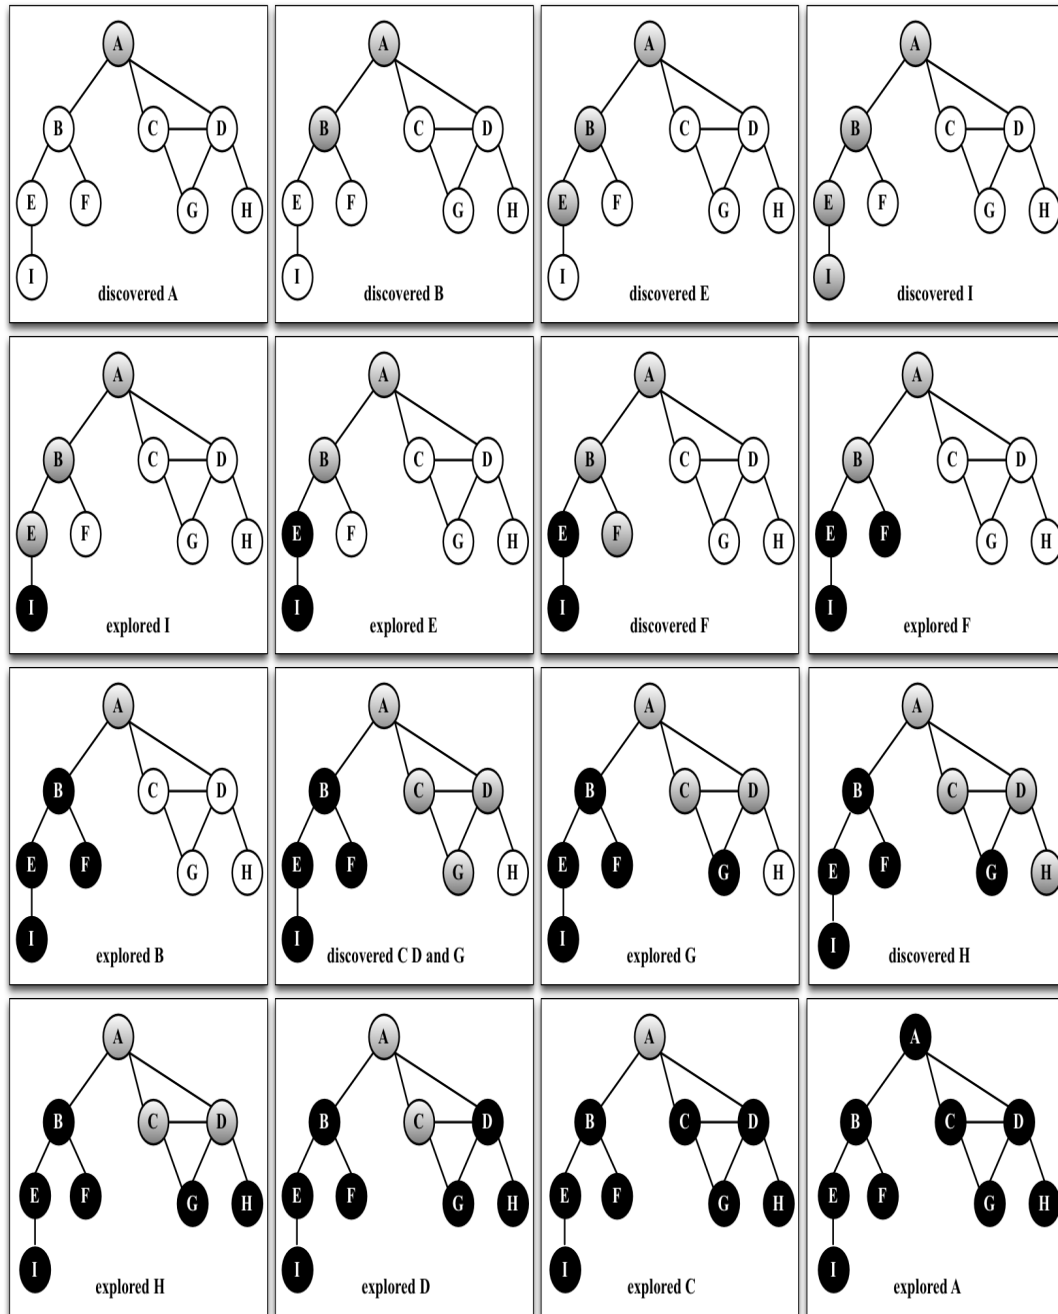 A
B C D
E F G H
I
discovered A
A
B C D
E F G H
I
discovered B
A
B C D
E F G H
I
discovered E
A
B C D
E F G H
I
discovered I
A
B C D
E F G H
I
explored I
A
B C D
E F G H
I
explored E
A
B C D
E F G H
I
discovered F
A
B C D
E F G H
I
explored F
A
B C D
E F G H
I
explored B
A
B C D
E F G H
I
discovered C D and G
A
B C D
E F G H
I
explored G
A
B C D
E F G H
I
discovered H
A
B C D
E F G H
I
explored H
A
B C D
E F G H
I
explored D
A
B C D
E F G H
I
explored C
A
B C D
E F G H
I
explored A